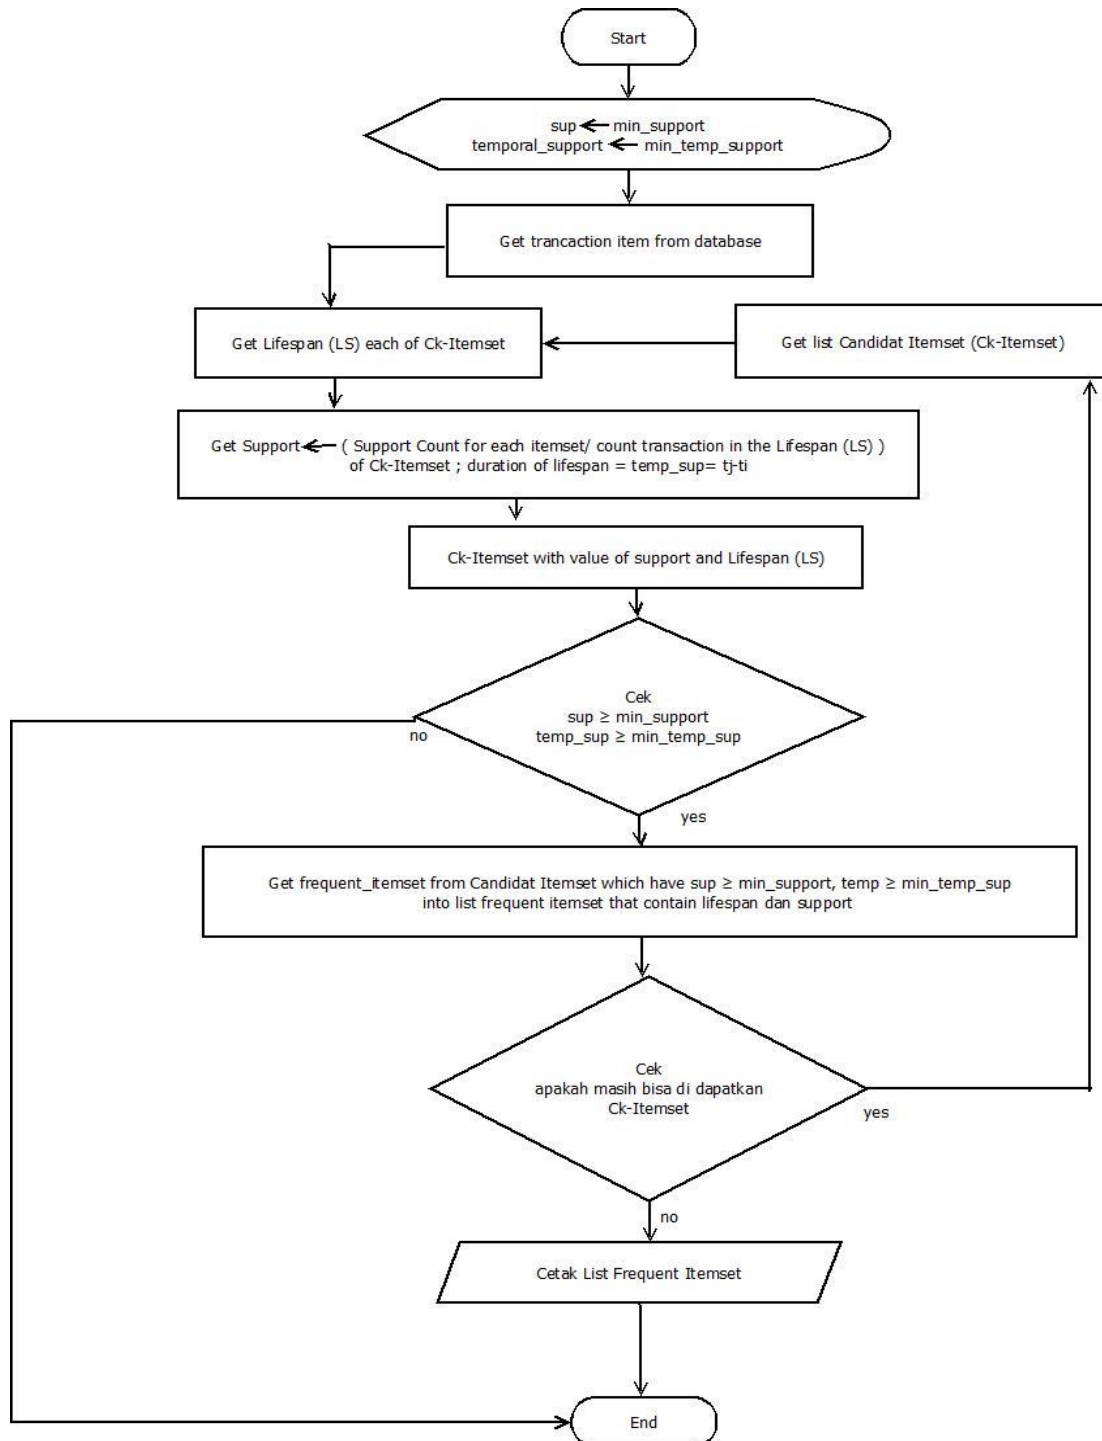 Start
sup ← min_support
temporal_support ← min_temp_support
Get trancaction item from database
Get Lifespan (LS) each of Ck-Itemset
Get list Candidat Itemset (Ck-Itemset)
Get Support ← ( Support Count for each itemset/ count transaction in the Lifespan (LS) )
of Ck-Itemset ; duration of lifespan = temp_sup= tj-ti
Ck-Itemset with value of support and Lifespan (LS)
Cek
sup ≥ min_support
temp_sup ≥ min_temp_sup
no
yes
Get frequent_itemset from Candidat Itemset which have sup ≥ min_support, temp ≥ min_temp_sup
into list frequent itemset that contain lifespan dan support
Cek
apakah masih bisa di dapatkan
Ck-Itemset
yes
no
Cetak List Frequent Itemset
End